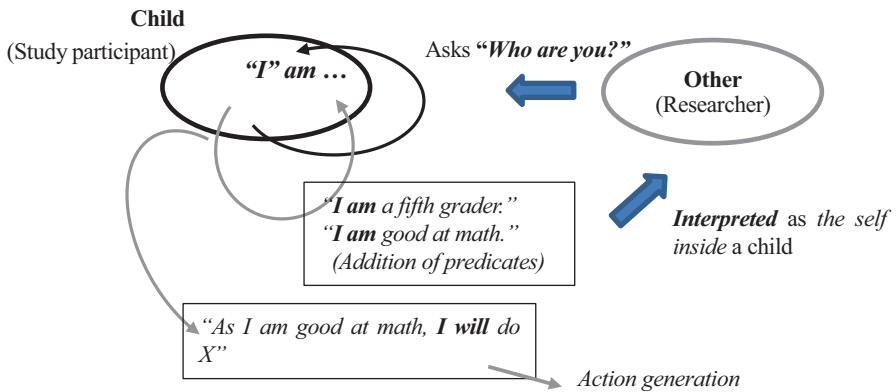 Child
(Study participant)
"I" am …
Asks "Who are you?"
Other
(Researcher)
"I am a fifth grader."
"I am good at math."
(Addition of predicates)
Interpreted as the self
inside a child
"As I am good at math, I will do
X"
Action generation